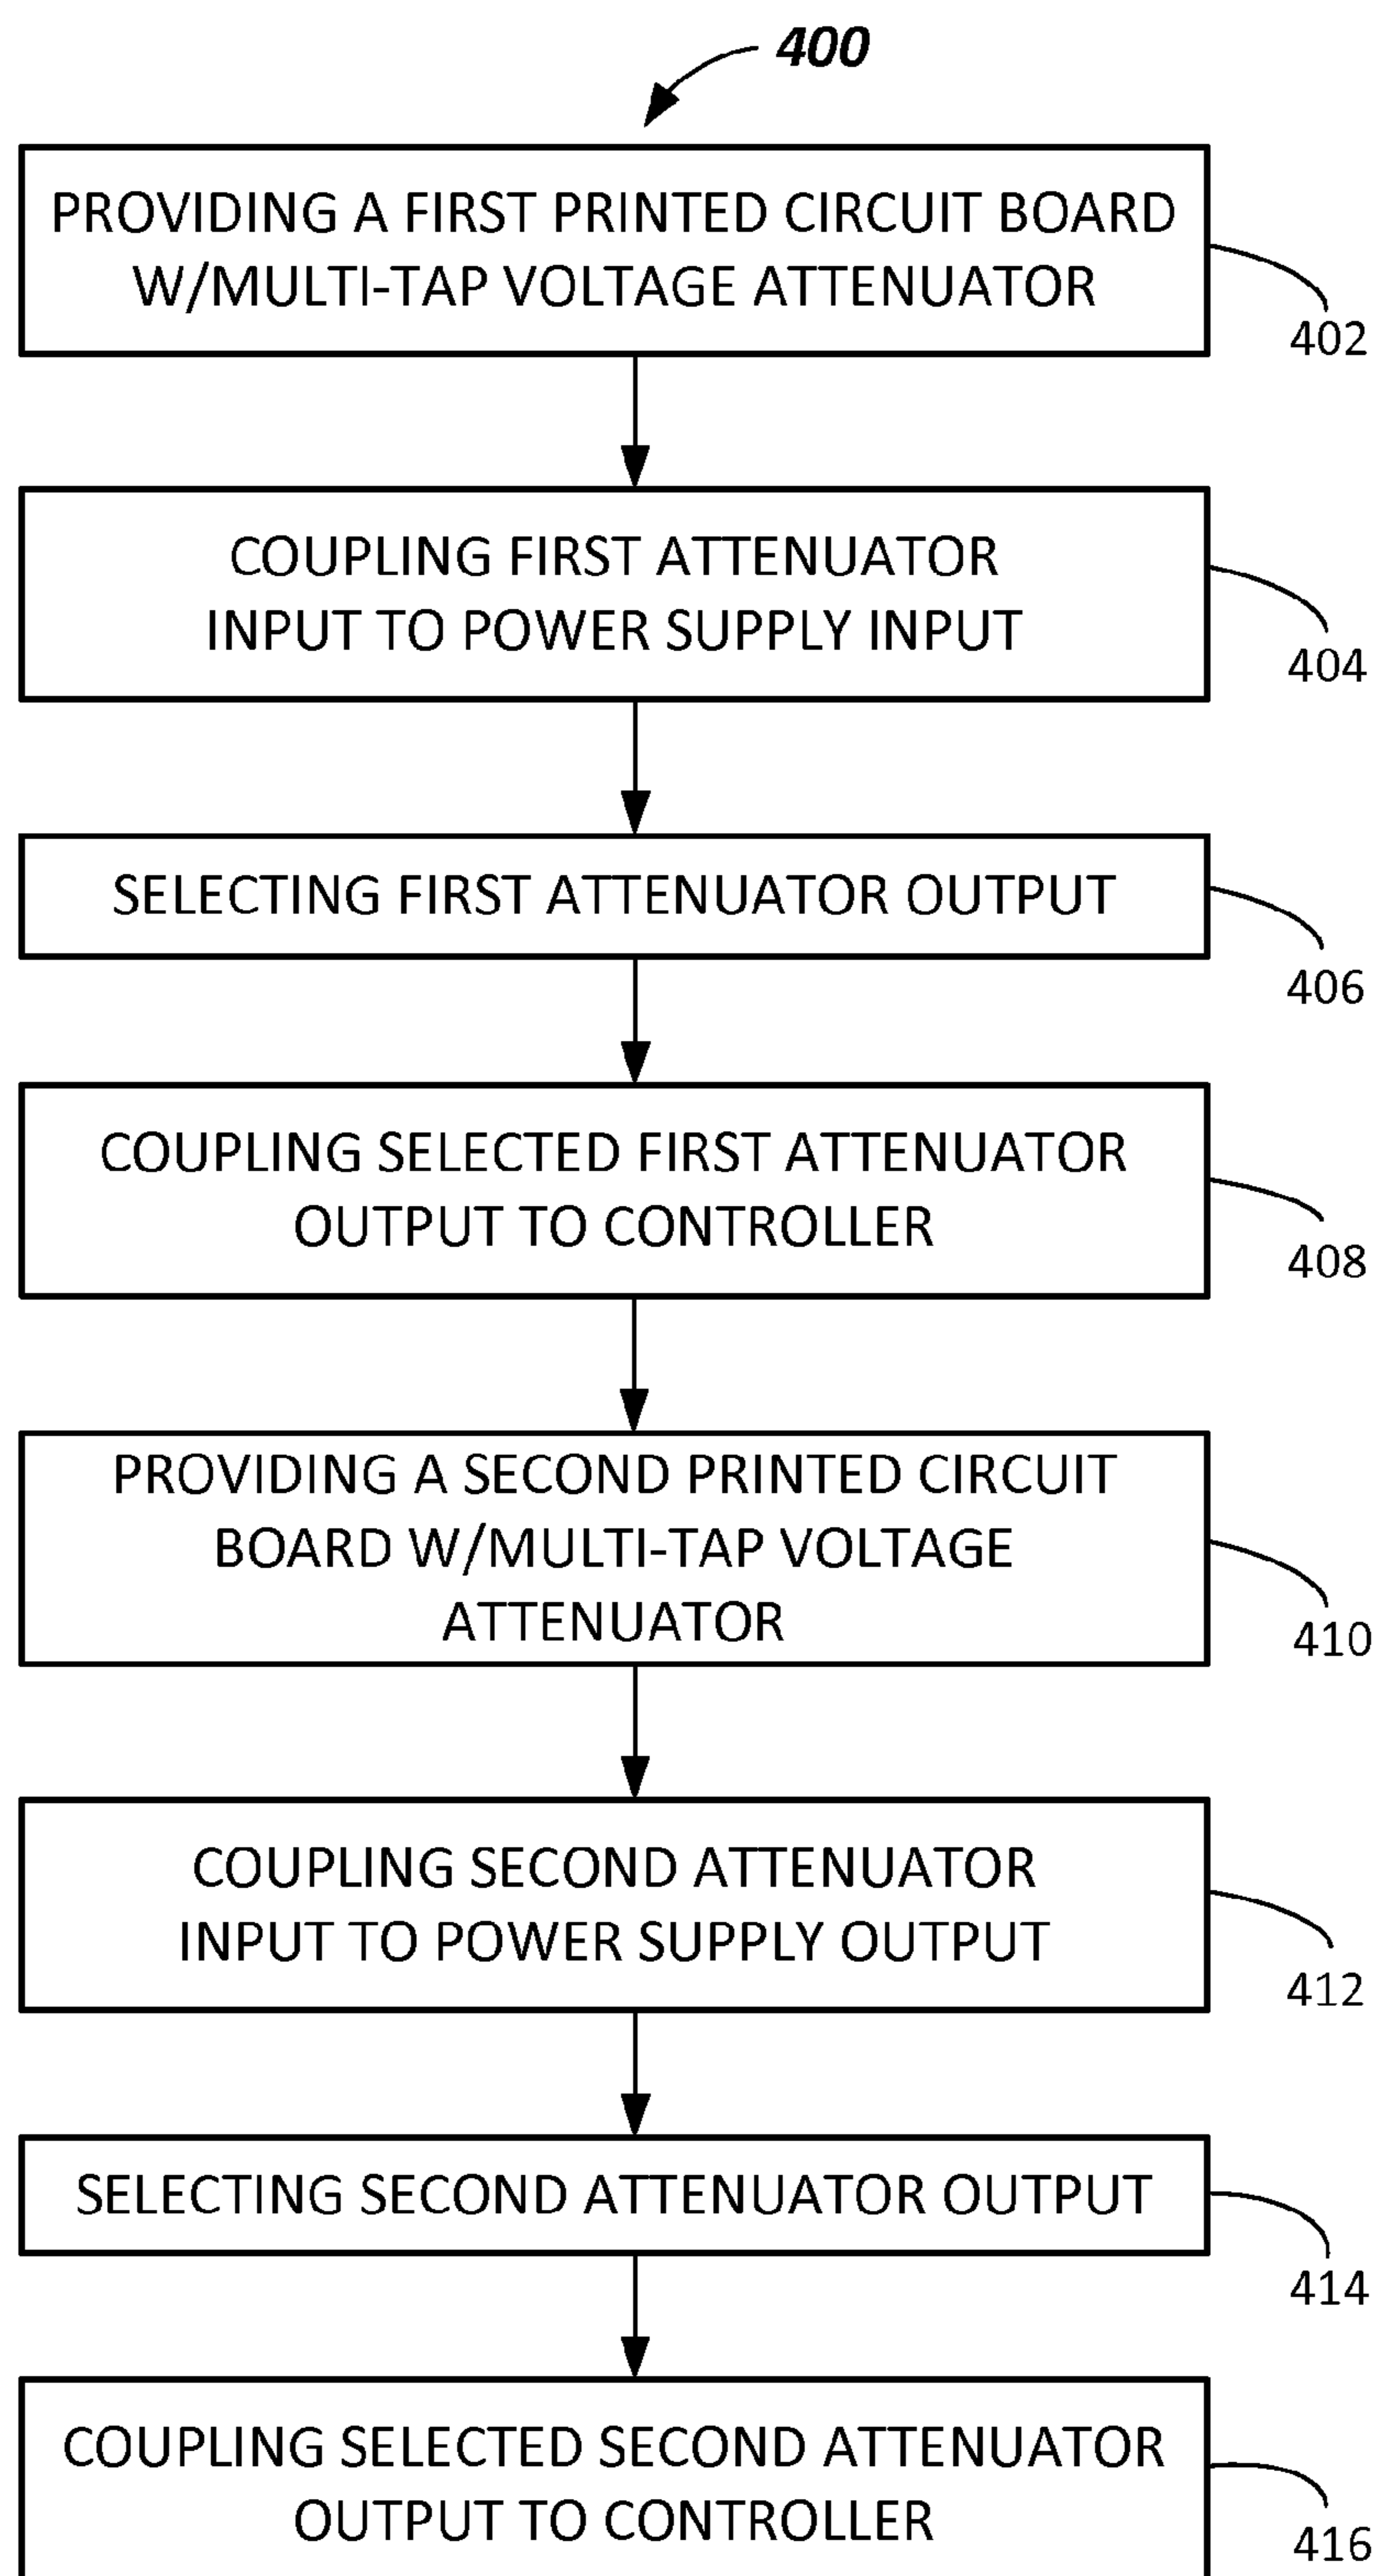 400
PROVIDING A FIRST PRINTED CIRCUIT BOARD
W/MULTI-TAP VOLTAGE ATTENUATOR
402
COUPLING FIRST ATTENUATOR
INPUT TO POWER SUPPLY INPUT
404
SELECTING FIRST ATTENUATOR OUTPUT
406
COUPLING SELECTED FIRST ATTENUATOR
OUTPUT TO CONTROLLER
408
PROVIDING A SECOND PRINTED CIRCUIT
BOARD W/MULTI-TAP VOLTAGE
ATTENUATOR
410
COUPLING SECOND ATTENUATOR
INPUT TO POWER SUPPLY OUTPUT
412
SELECTING SECOND ATTENUATOR OUTPUT
414
COUPLING SELECTED SECOND ATTENUATOR
OUTPUT TO CONTROLLER
416